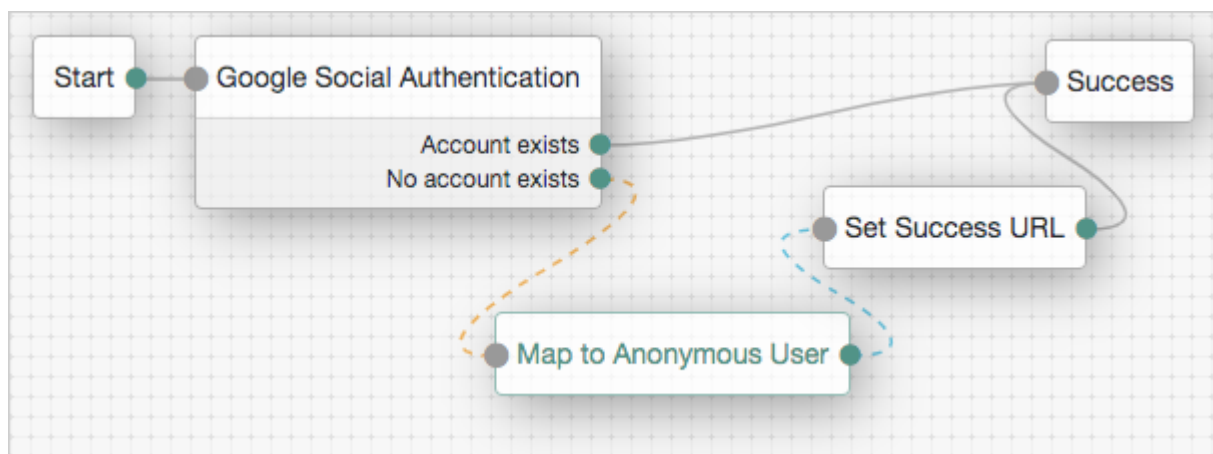 Start
Google Social Authentication
Success
Account exists
No account exists
Set Success URL
Map to Anonymous User